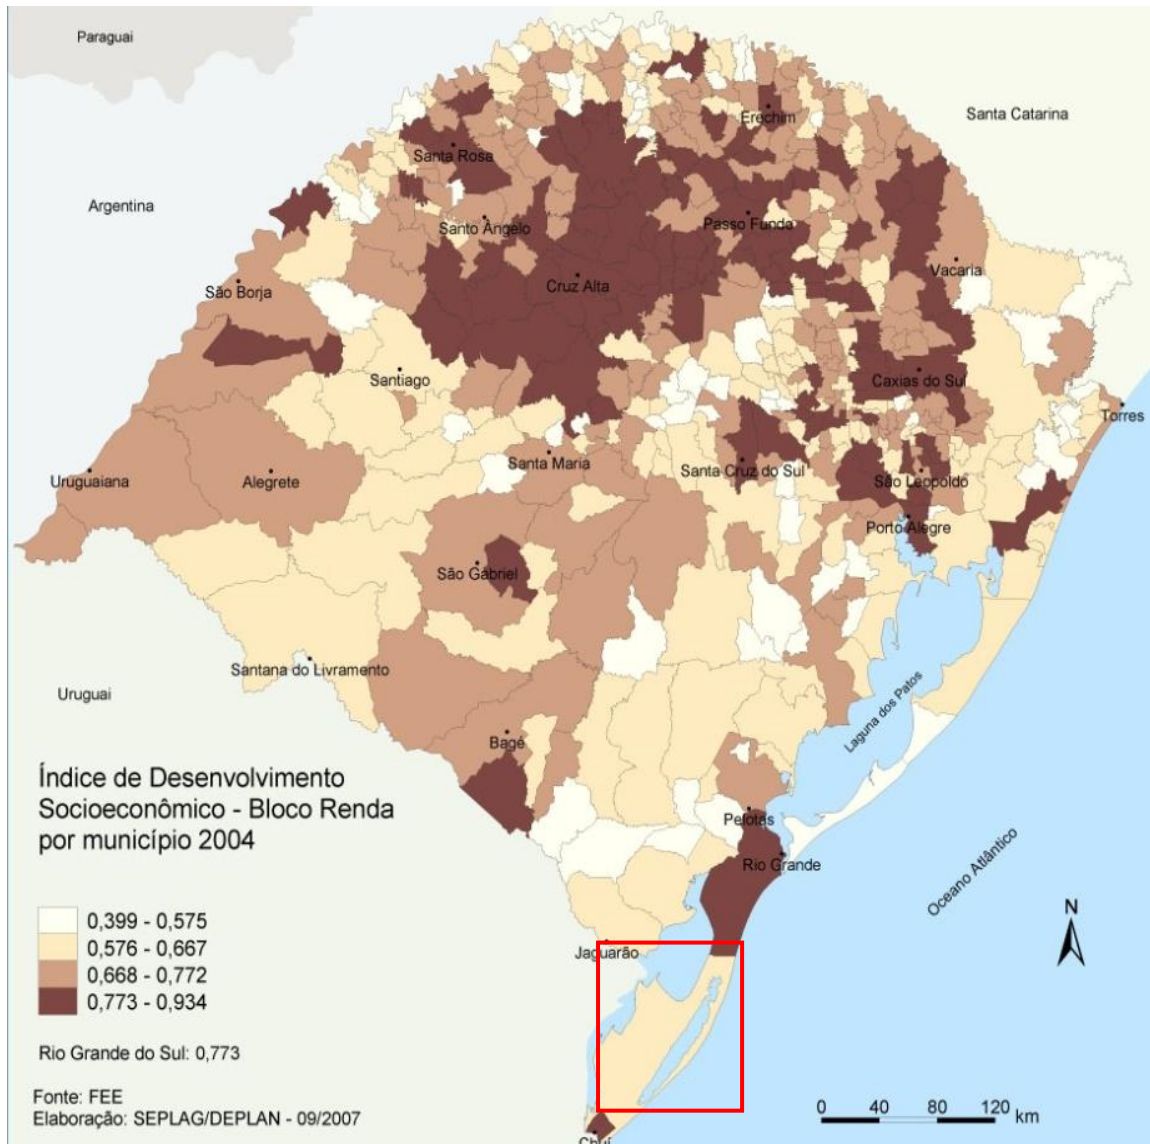 Paraguai
Santa Catarina
Erechim
Santa Rosa
Argentina
Santo Ângelo
Passo Fundo
Vacaria
São Borja
Cruz Alta
Santiago
Caxias do Sul
Torres
Santa Maria
Santa Cruz do Sul
São Leopoldo
Uruguaiana
Alegrete
Porto Alegre
São Gabriel
Santana do Livramento
Uruguai
Laguna dos Patos
Bagé
Índice de Desenvolvimento
Socioeconômico - Bloco Renda
por município 2004
Pelotas
Rio Grande
Oceano Atlântico
0,399 - 0,575
0,576 - 0,667
0,668 - 0,772
0,773 - 0,934
N
Jaguarão
Rio Grande do Sul: 0,773
Fonte: FEE
Elaboração: SEPLAG/DEPLAN - 09/2007
0 40 80 120 km
Chuí